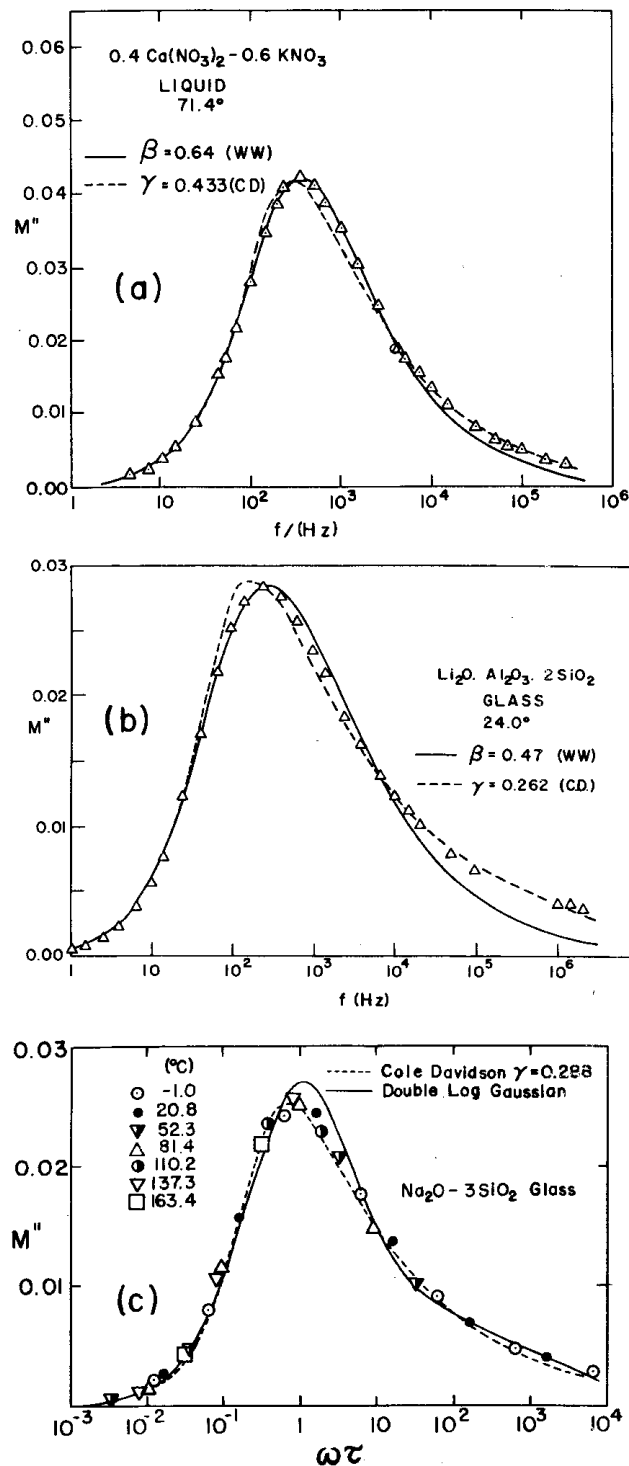 0.06
0.4 Ca(NO₃)₂-0.6 KNO₃
LIQUID
71.4°
0.05
β=0.64 (WW)
γ=0.433(CD)
0.04
M"
0.03
(a)
0.02
0.01
0.00
1 10 10² 10³ 10⁴ 10⁵ 10⁶
f/(Hz)
0.03
0.02
Li₂O. Al₂O₃. 2SiO₂
GLASS
24.0°
M"
(b)
β = 0.47 (WW)
γ = 0.262 (C.D.)
0.01
0.00
1 10 10² 10³ 10⁴ 10⁵ 10⁶
f (Hz)
0.03
(°C)
-1.0
20.8
52.3
81.4
110.2
137.3
163.4
Cole Davidson γ=0.288
Double Log Gaussian
0.02
Na₂O-3SiO₂ Glass
M"
0.01
(c)
10⁻³ 10⁻² 10⁻¹ 1 10 10² 10³ 10⁴
ωτ